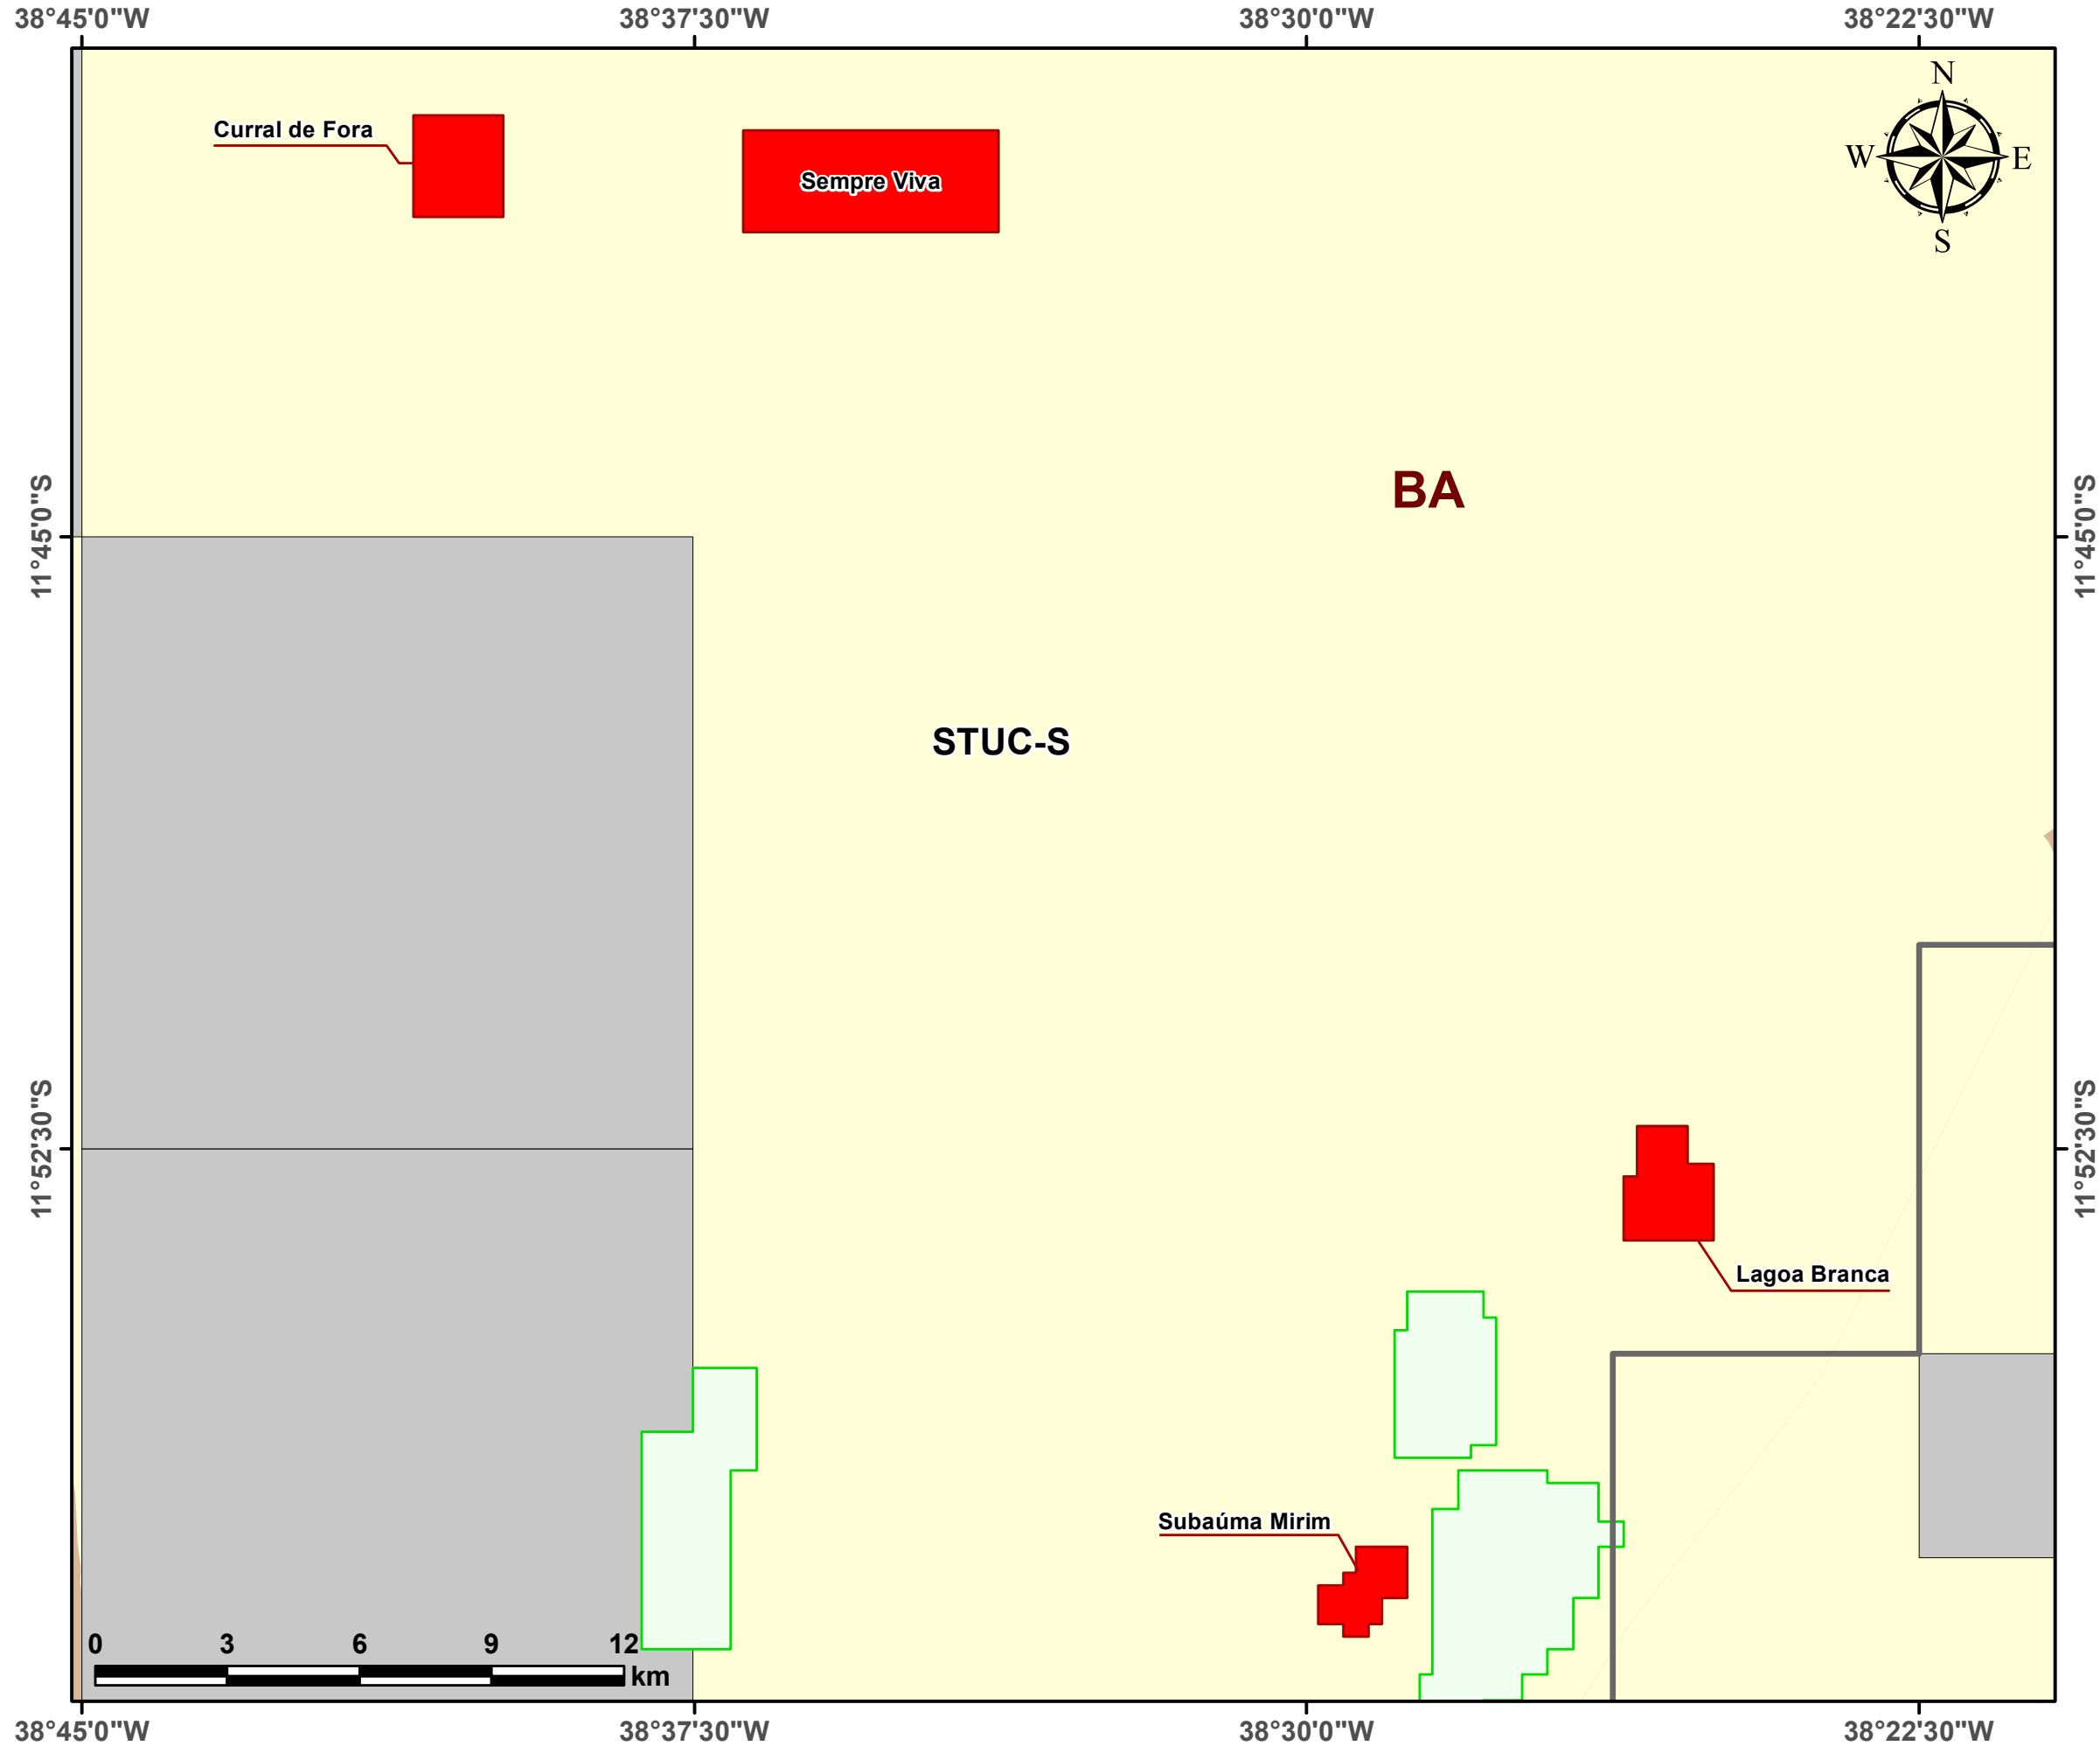 38°45'0"W 38°37'30"W 38°30'0"W 38°22'30"W
N
Curral de Fora
W E
Sempre Viva
S
BA
11°45'0"S 11°45'0"S
STUC-S
11°52'30"S 11°52'30"S
Lagoa Branca
Subaúma Mirim
0 3 6 9 12
km
38°45'0"W 38°37'30"W 38°30'0"W 38°22'30"W